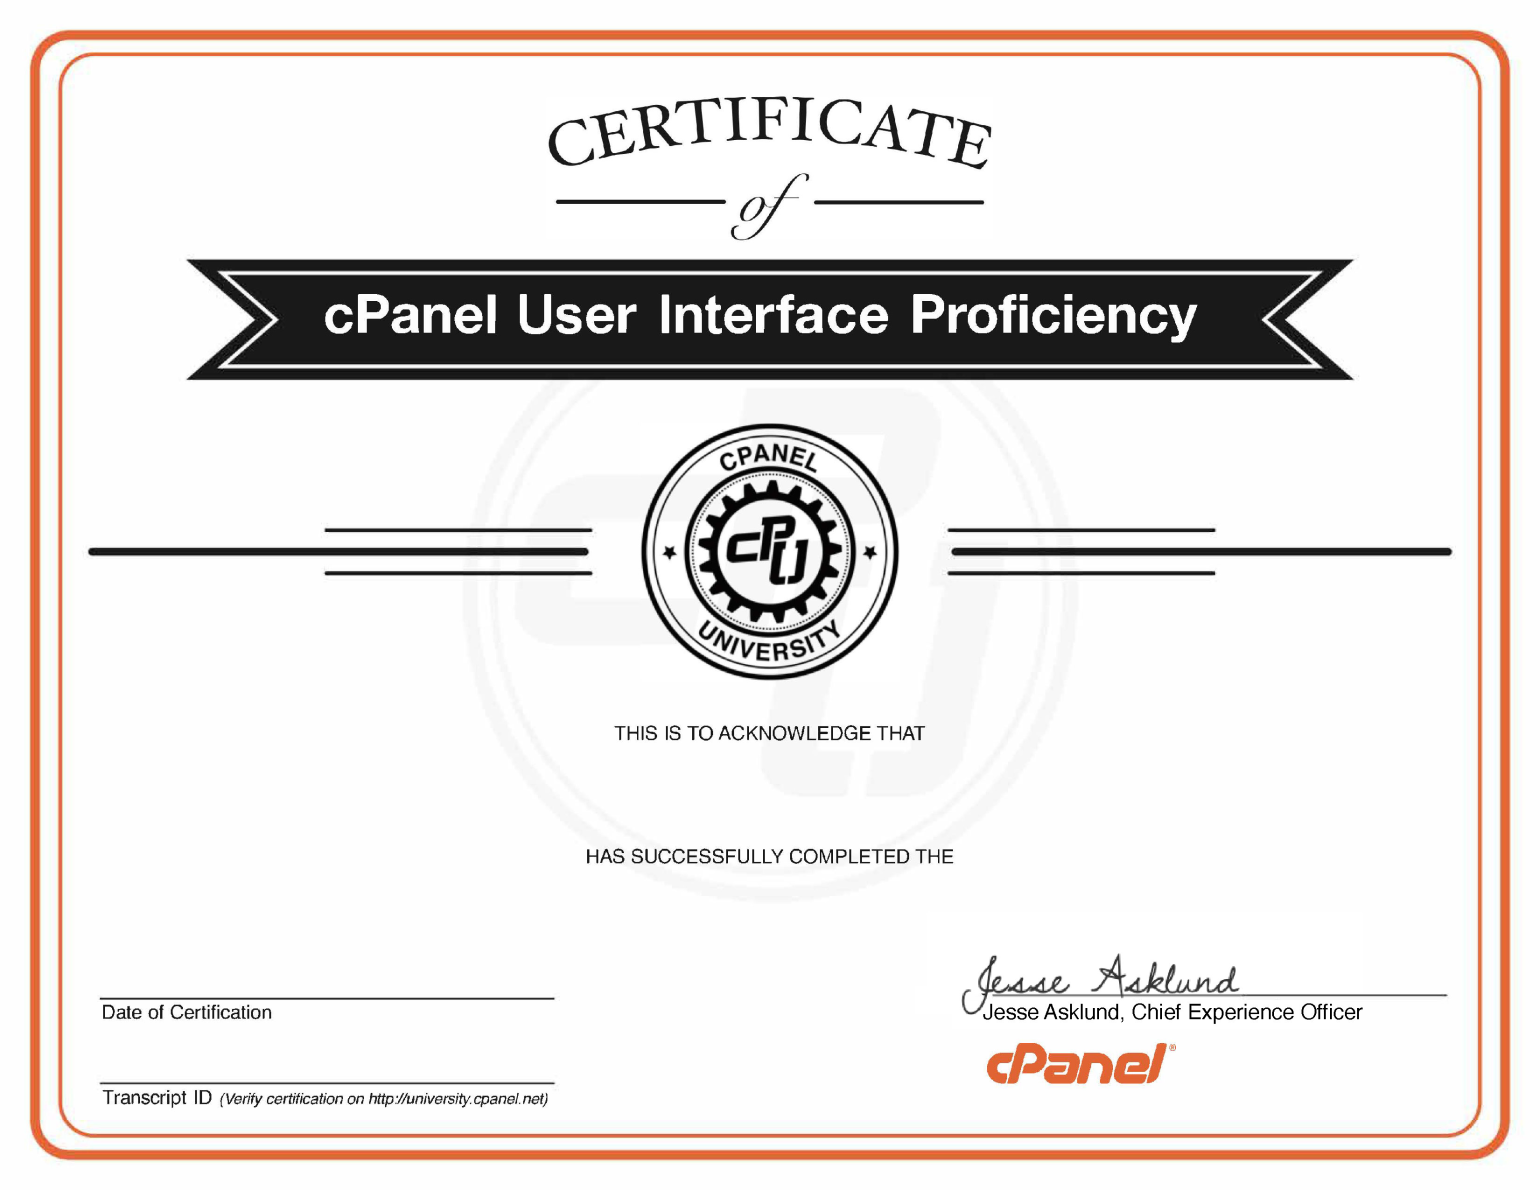 CERTIFICATE
of
cPanel User Interface Proficiency
CPANEL
cPU
UNIVERSITY
THIS IS TO ACKNOWLEDGE THAT
HAS SUCCESSFULLY COMPLETED THE
Jesse Asklund
Date of Certification
Jesse Asklund, Chief Experience Officer
cPanel®
Transcript ID (Verify certification on http://university.cpanel.net)